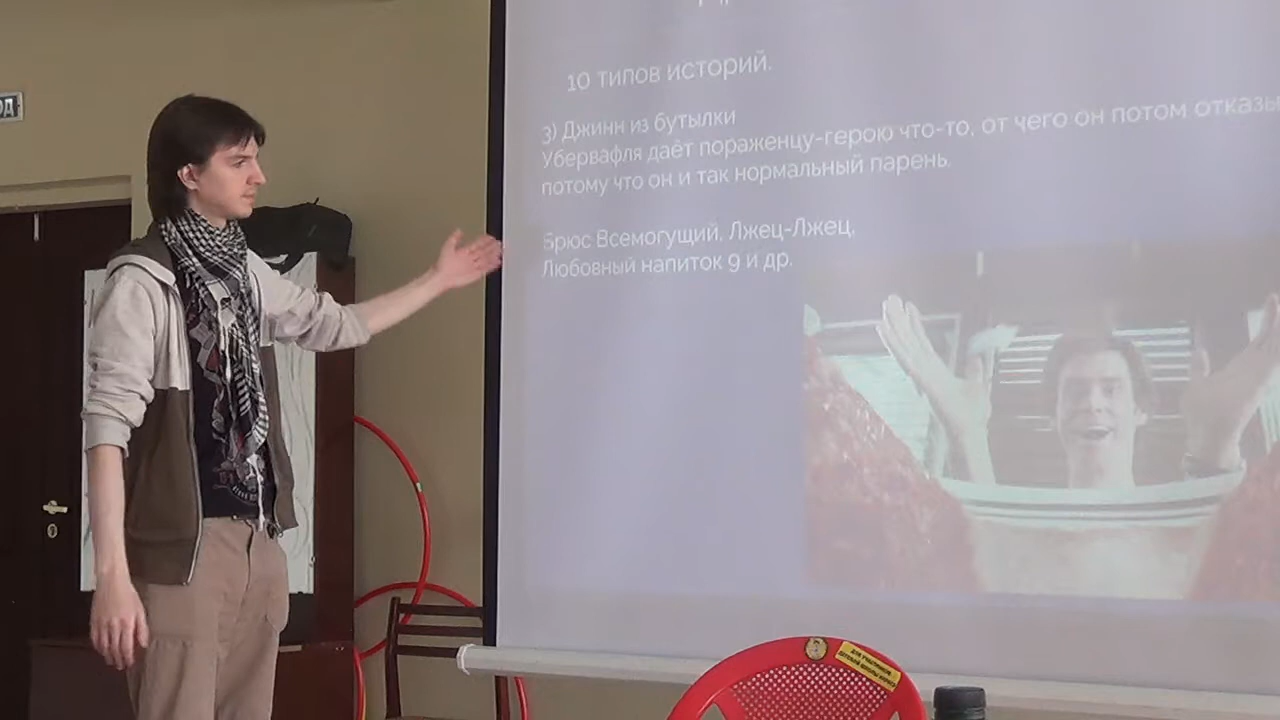 10 типов историй.
3) Джинн из бутылки
Убервафля даёт пораженцу-герою что-то, от чего он потом отказы
потому что он и так нормальный парень.
Брюс Всемогущий, Лжец-Лжец,
Любовный напиток 9 и др.